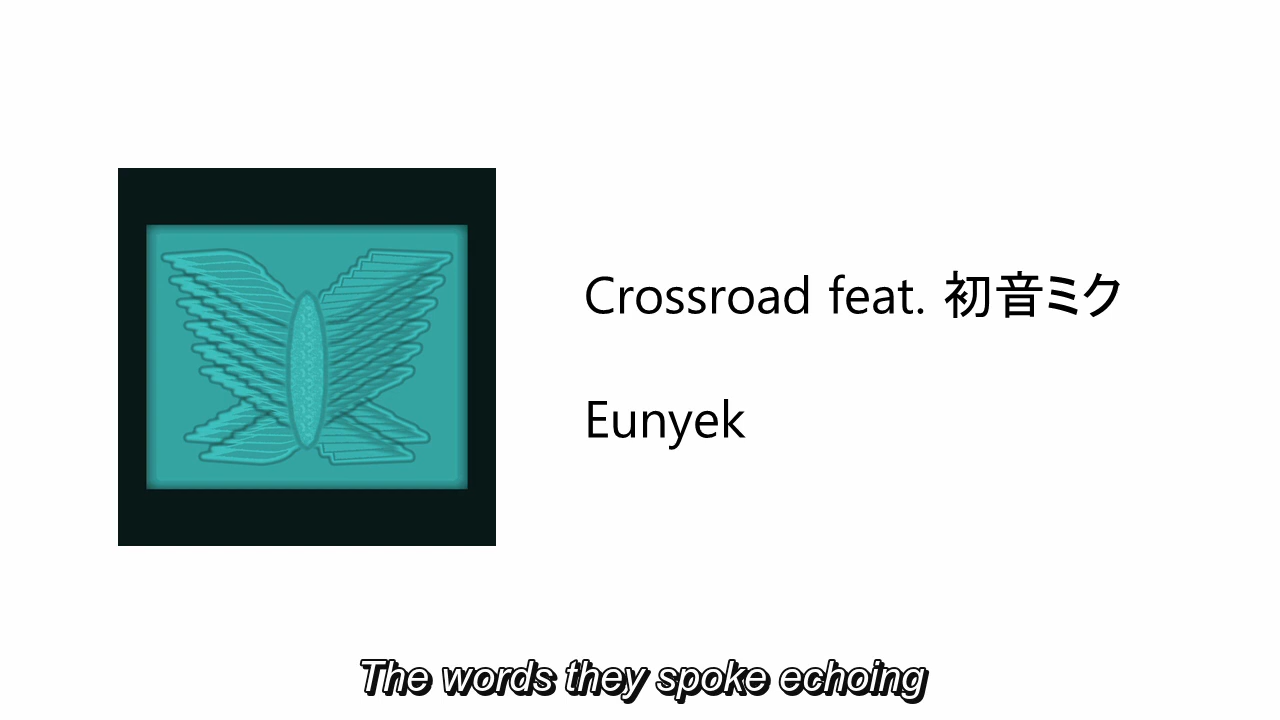 Crossroad feat. 初音ミク
Eunyek
The words they spoke echoing